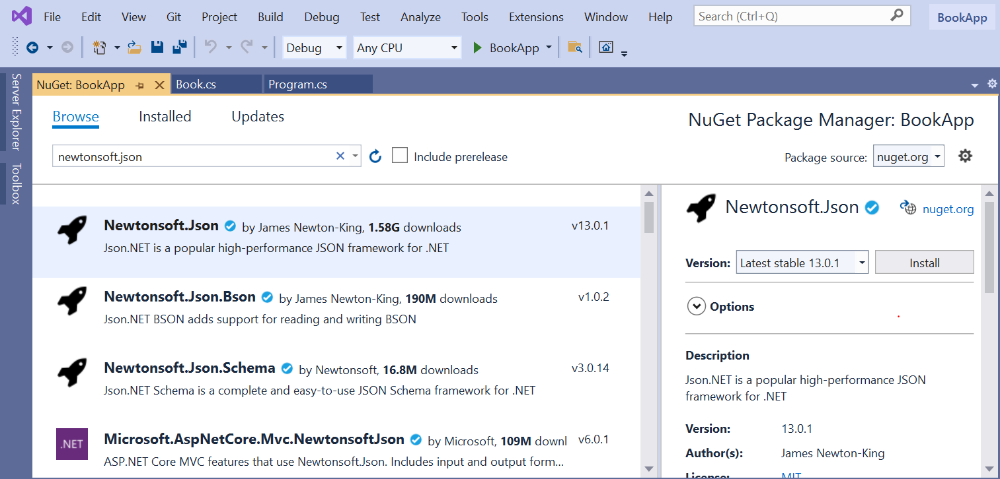 File Edit View Git Project Build Debug Test Analyze Tools Extensions Window Help Search (Ctrl+Q) BookApp
Debug Any CPU BookApp
Server Explorer
Toolbox
NuGet: BookApp Book.cs Program.cs
Browse Installed Updates
NuGet Package Manager: BookApp
newtonsoft.json Include prerelease
Package source: nuget.org
Newtonsoft.Json by James Newton-King, 1.58G downloads v13.0.1
Json.NET is a popular high-performance JSON framework for .NET
Newtonsoft.Json.Bson by James Newton-King, 190M downloads v1.0.2
Json.NET BSON adds support for reading and writing BSON
Newtonsoft.Json.Schema by Newtonsoft, 16.8M downloads v3.0.14
Json.NET Schema is a complete and easy-to-use JSON Schema framework for .NET
.NET
Microsoft.AspNetCore.Mvc.NewtonsoftJson by Microsoft, 109M downl v6.0.1
ASP.NET Core MVC features that use Newtonsoft.Json. Includes input and output form...
Newtonsoft.Json nuget.org
Version: Latest stable 13.0.1 Install
Options
Description
Json.NET is a popular high-performance JSON
framework for .NET
Version: 13.0.1
Author(s): James Newton-King
License: MIT